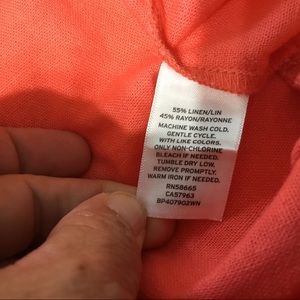 55% LINEN/LIN
45% RAYON/RAYONNE
MACHINE WASH COLD.
GENTLE CYCLE.
WITH LIKE COLORS.
ONLY NON-CHLORINE
BLEACH IF NEEDED.
TUMBLE DRY LOW.
REMOVE PROMPTLY.
WARM IRON IF NEEDED.
RN58665
CA57963
BP407902WN